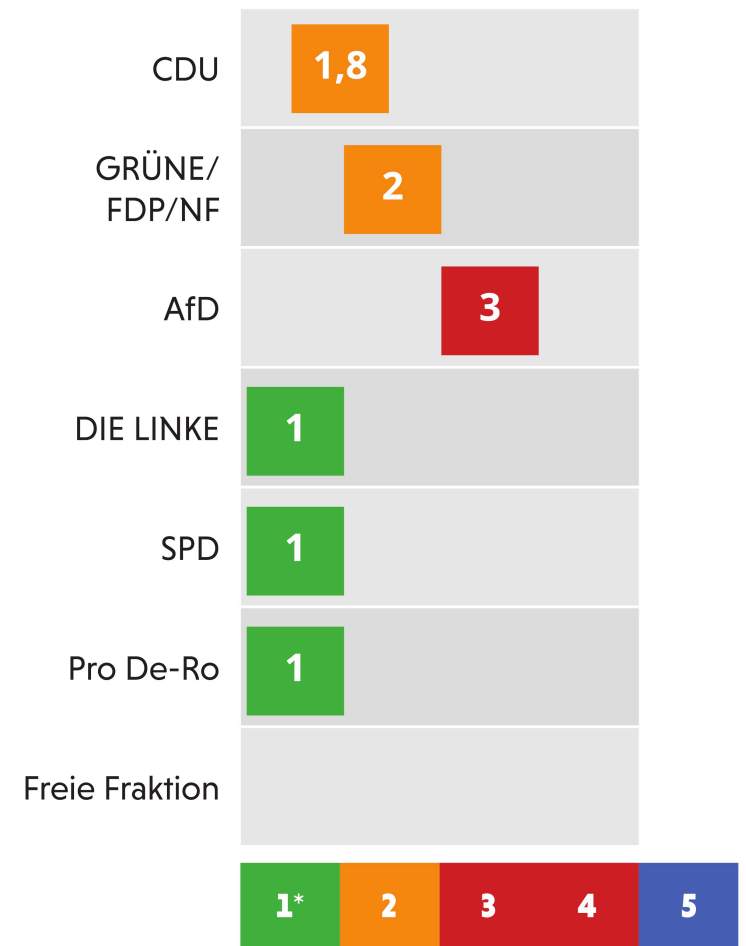 CDU
1,8
GRÜNE/
FDP/NF
2
AfD
3
DIE LINKE
1
SPD
1
Pro De-Ro
1
Freie Fraktion
1* 2 3 4 5